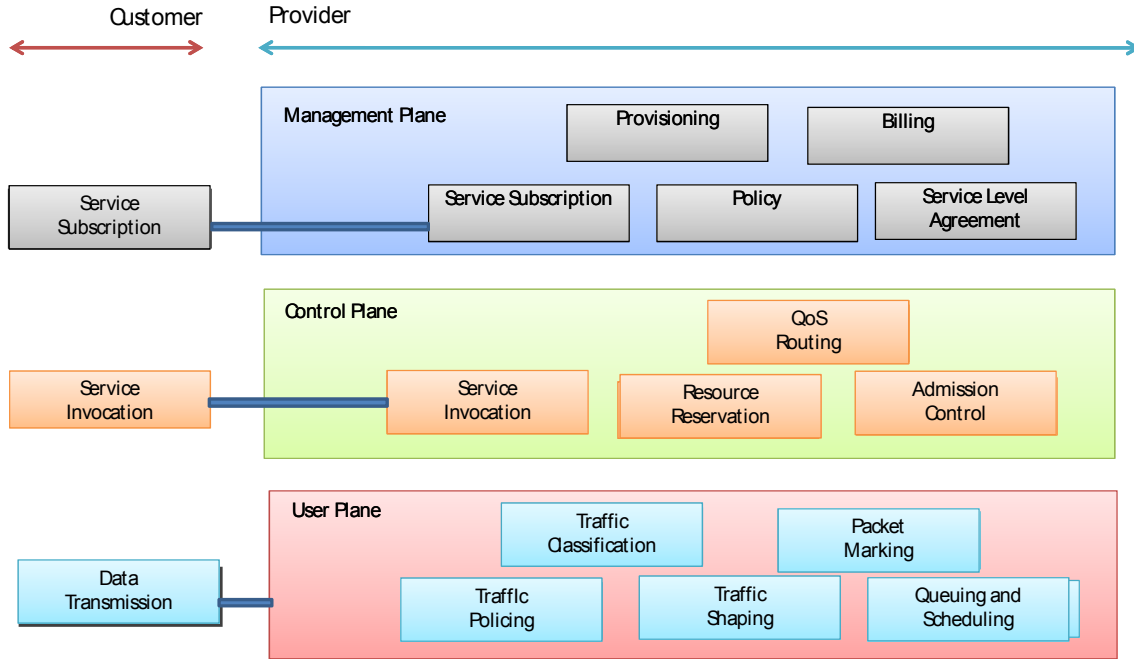 Customer
Provider
Management Plane
Provisioning
Billing
Service
Subscription
Service Subscription
Policy
Service Level
Agreement
Control Plane
QoS
Routing
Service
Invocation
Service
Invocation
Resource
Reservation
Admission
Control
User Plane
Traffic
Classification
Packet
Marking
Data
Transmission
Traffic
Policing
Traffic
Shaping
Queuing and
Scheduling